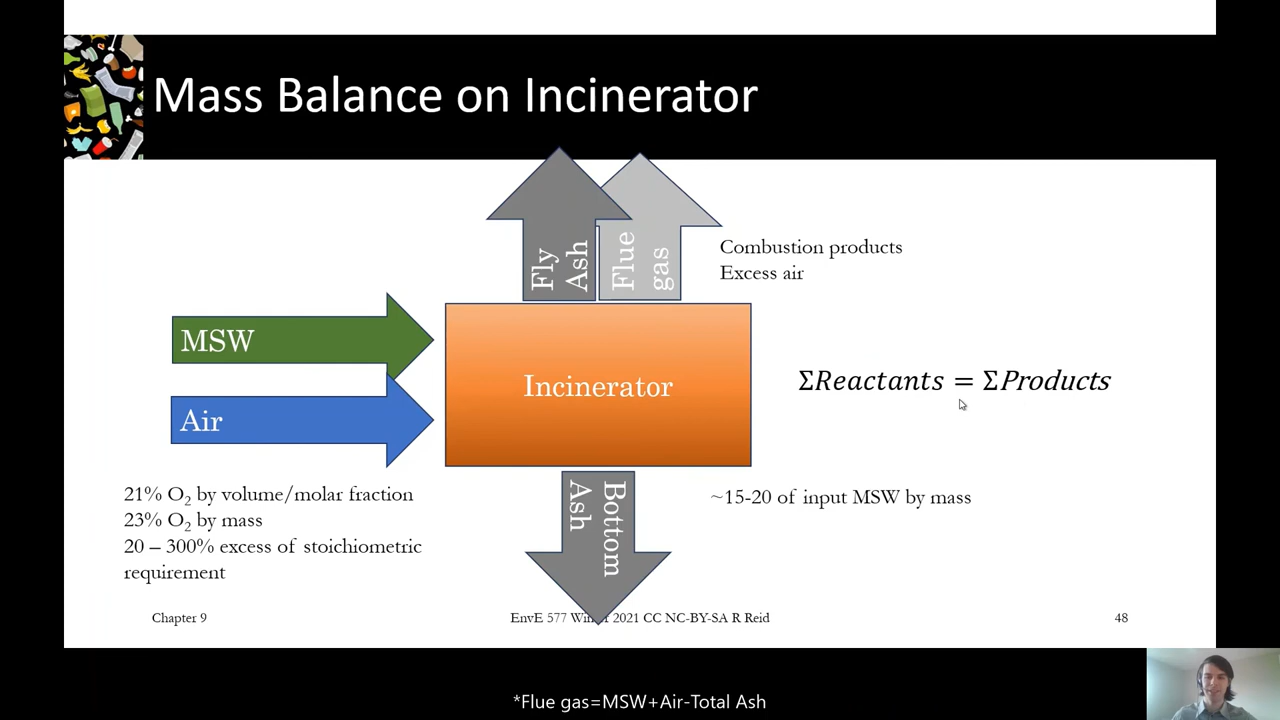 Mass Balance on Incinerator
Fly
Ash
Flue
gas
Combustion products
Excess air
MSW
Air
Incinerator
ΣReactants = ΣProducts
21% O₂ by volume/molar fraction
23% O₂ by mass
20 – 300% excess of stoichiometric
requirement
Bottom
Ash
~15-20 of input MSW by mass
Chapter 9
EnvE 577 Winter 2021 CC NC-BY-SA R Reid
48
*Flue gas=MSW+Air-Total Ash